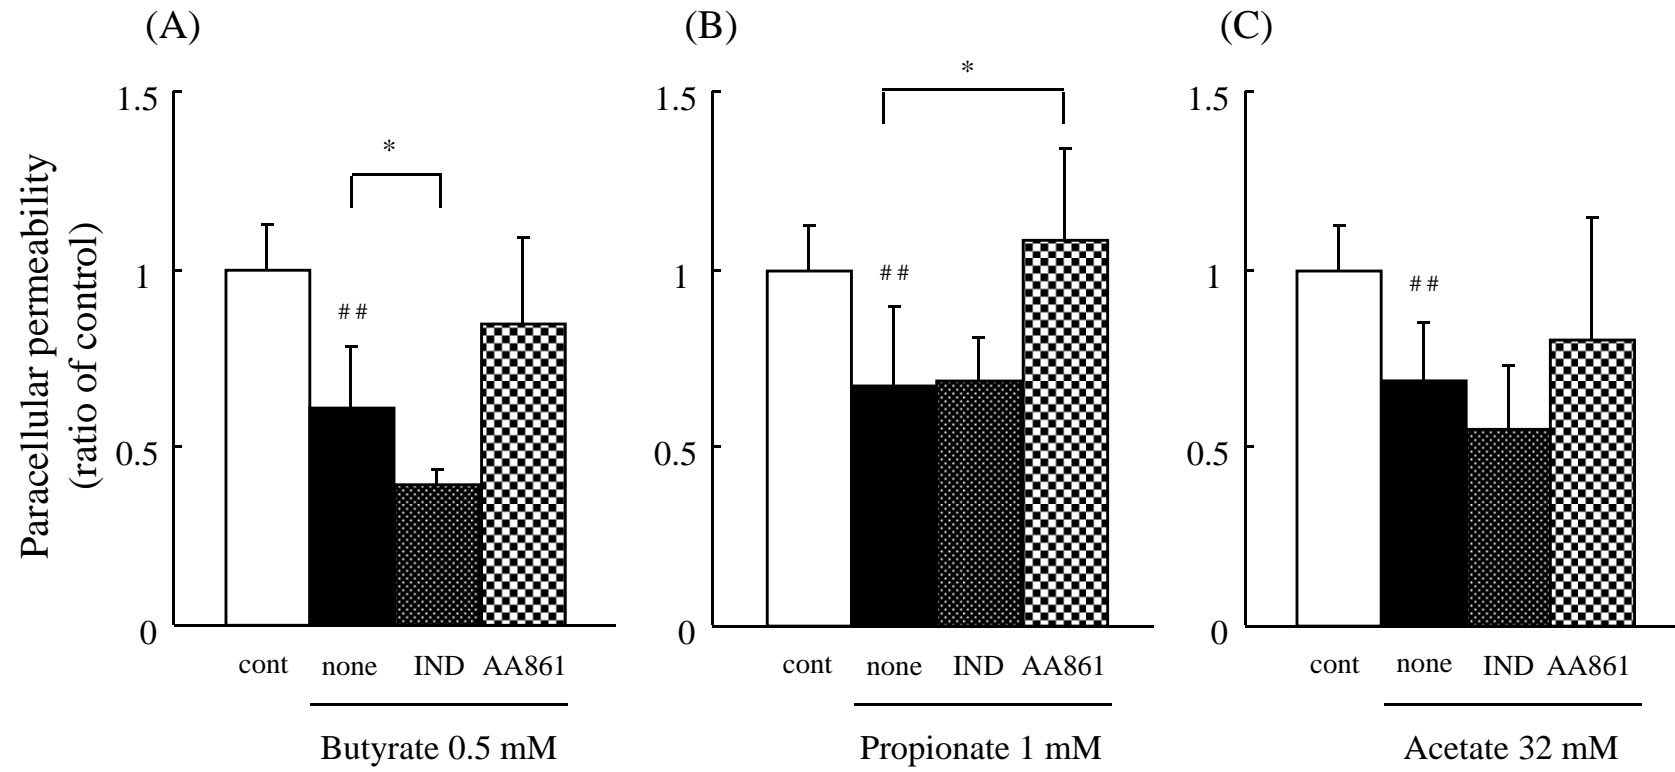 (A)
(B)
(C)
Paracellular permeability
(ratio of control)
1.5
1
0.5
0
*
##
cont
none
IND
AA861
Butyrate 0.5 mM
1.5
1
0.5
0
*
##
cont
none
IND
AA861
Propionate 1 mM
1.5
1
0.5
0
##
cont
none
IND
AA861
Acetate 32 mM